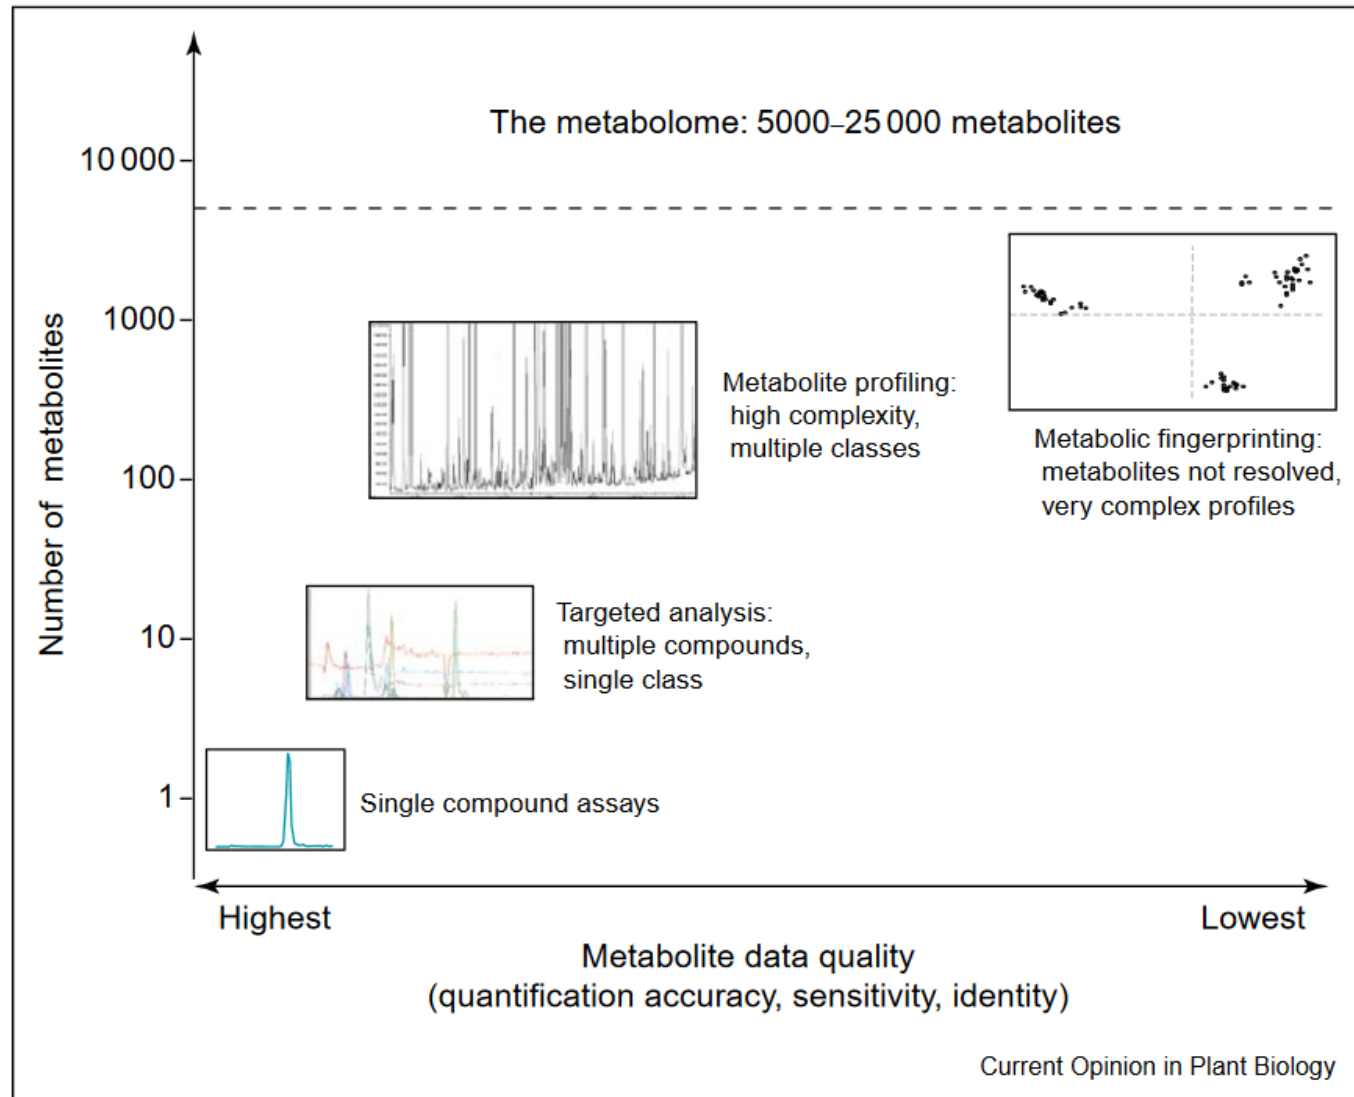 The metabolome: 5000–25 000 metabolites
10 000
1000
100
10
1
Number of metabolites
Metabolite profiling:
high complexity,
multiple classes
Metabolic fingerprinting:
metabolites not resolved,
very complex profiles
Targeted analysis:
multiple compounds,
single class
Single compound assays
Highest
Lowest
Metabolite data quality
(quantification accuracy, sensitivity, identity)
Current Opinion in Plant Biology